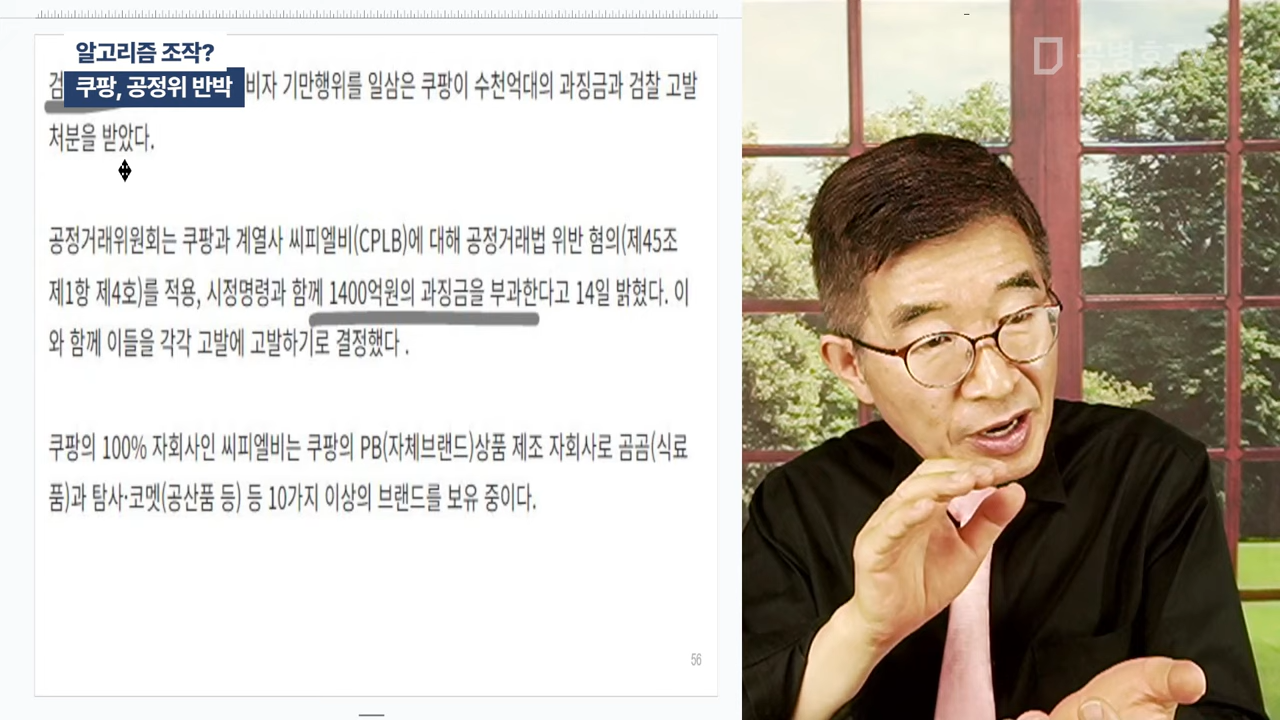 알고리즘 조작?
쿠팡, 공정위 반박
검
비자 기만행위를 일삼은 쿠팡이 수천억대의 과징금과 검찰 고발
처분을 받았다.
공정거래위원회는 쿠팡과 계열사 씨피엘비(CPLB)에 대해 공정거래법 위반 혐의(제45조
제1항 제4호)를 적용, 시정명령과 함께 1400억원의 과징금을 부과한다고 14일 밝혔다. 이
와 함께 이들을 각각 고발에 고발하기로 결정했다 .
쿠팡의 100% 자회사인 씨피엘비는 쿠팡의 PB(자체브랜드)상품 제조 자회사로 곰곰(식료
품)과 탐사·코멧(공산품 등) 등 10가지 이상의 브랜드를 보유 중이다.
56